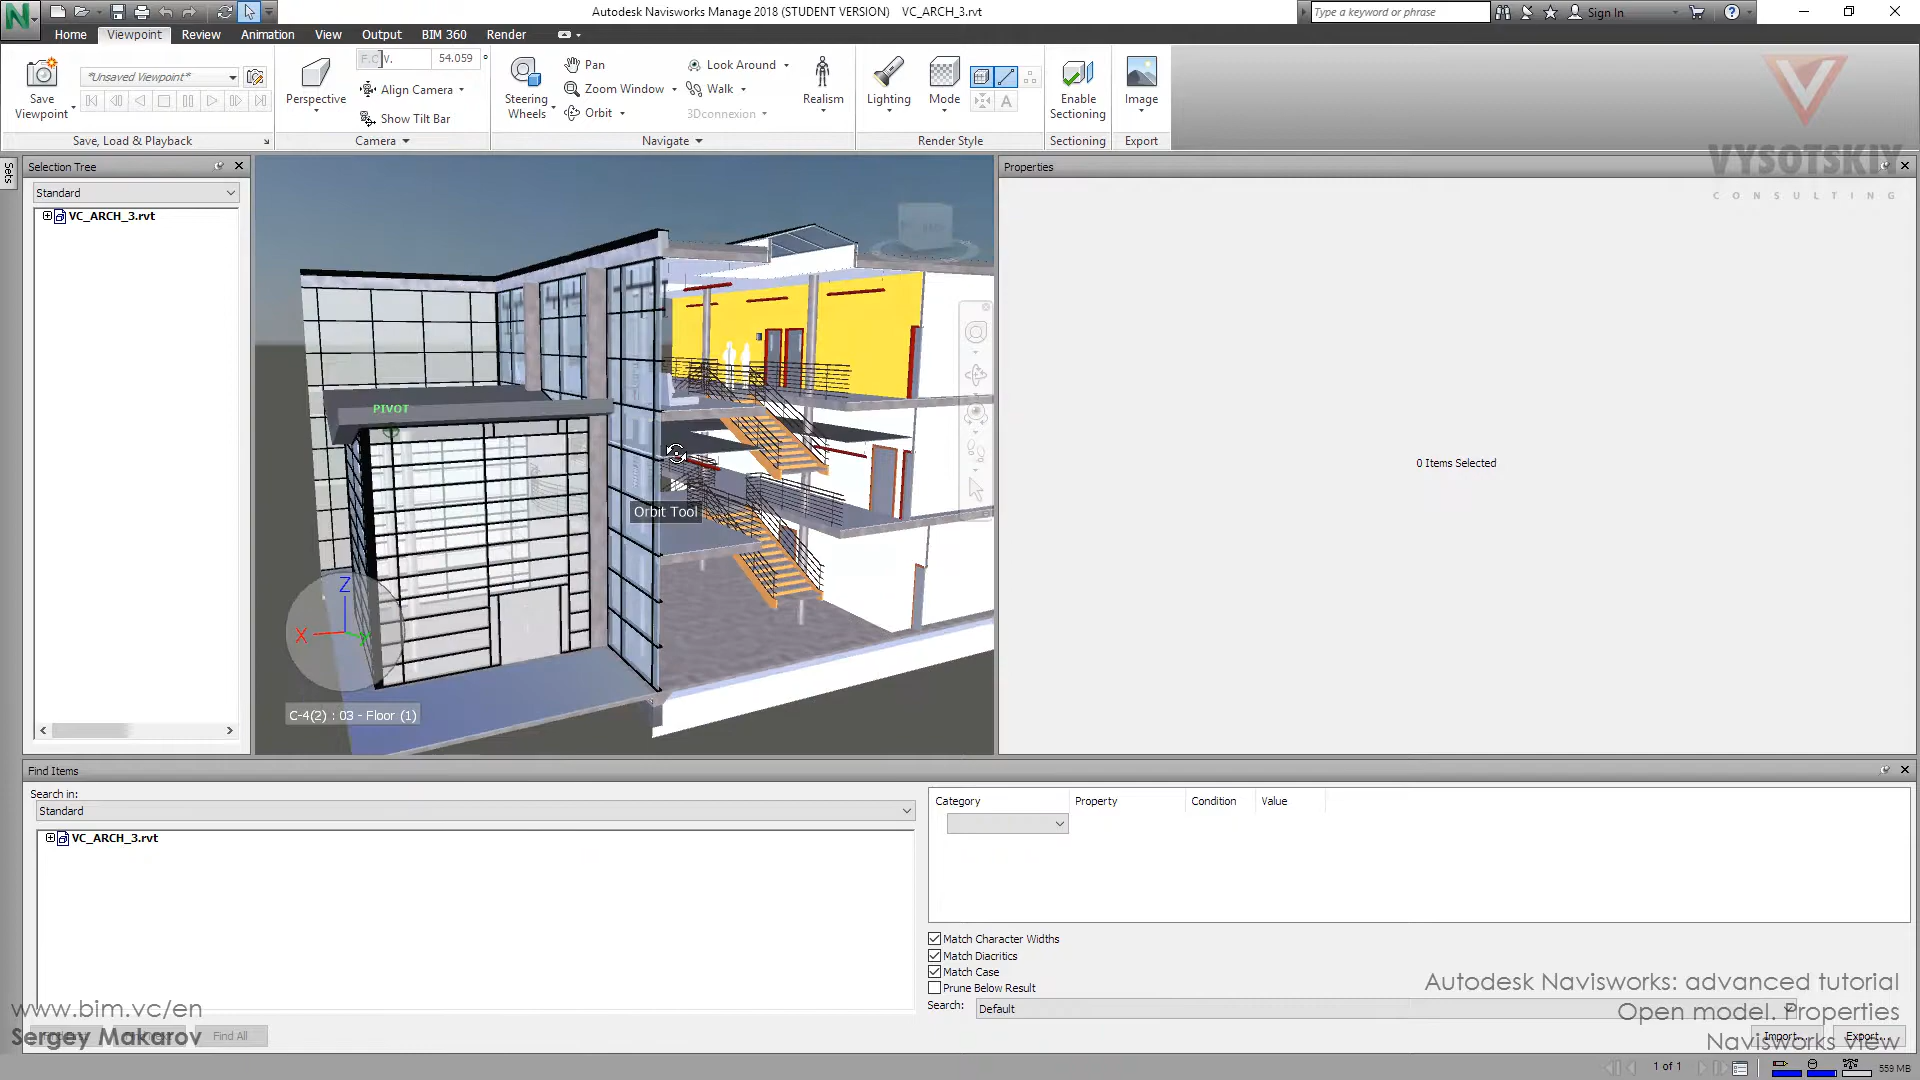 Autodesk Navisworks Manage 2018 (STUDENT VERSION) VC_ARCH_3.rvt
Type a keyword or phrase
Sign In
Home Viewpoint Review Animation View Output BIM 360 Render
Save Viewpoint
*Unsaved Viewpoint*
Perspective
F.O.V. 54.059 °
Align Camera
Show Tilt Bar
Steering Wheels
Pan
Zoom Window
Orbit
Look Around
Walk
3Dconnexion
Realism
Lighting
Mode
Enable Sectioning
Image
Save, Load & Playback
Camera
Navigate
Render Style
Sectioning
Export
VYSOTSKIY
CONSULTING
Sets
Selection Tree
Standard
VC_ARCH_3.rvt
PIVOT
Orbit Tool
Z
X
Y
C-4(2) : 03 - Floor (1)
Properties
0 Items Selected
Find Items
Search in:
Standard
VC_ARCH_3.rvt
Category Property Condition Value
Match Character Widths
Match Diacritics
Match Case
Prune Below Result
Search: Default
Find All
Import...
Export...
www.bim.vc/en
Sergey Makarov
Autodesk Navisworks: advanced tutorial
Open model. Properties
Navisworks view
1 of 1
559 MB